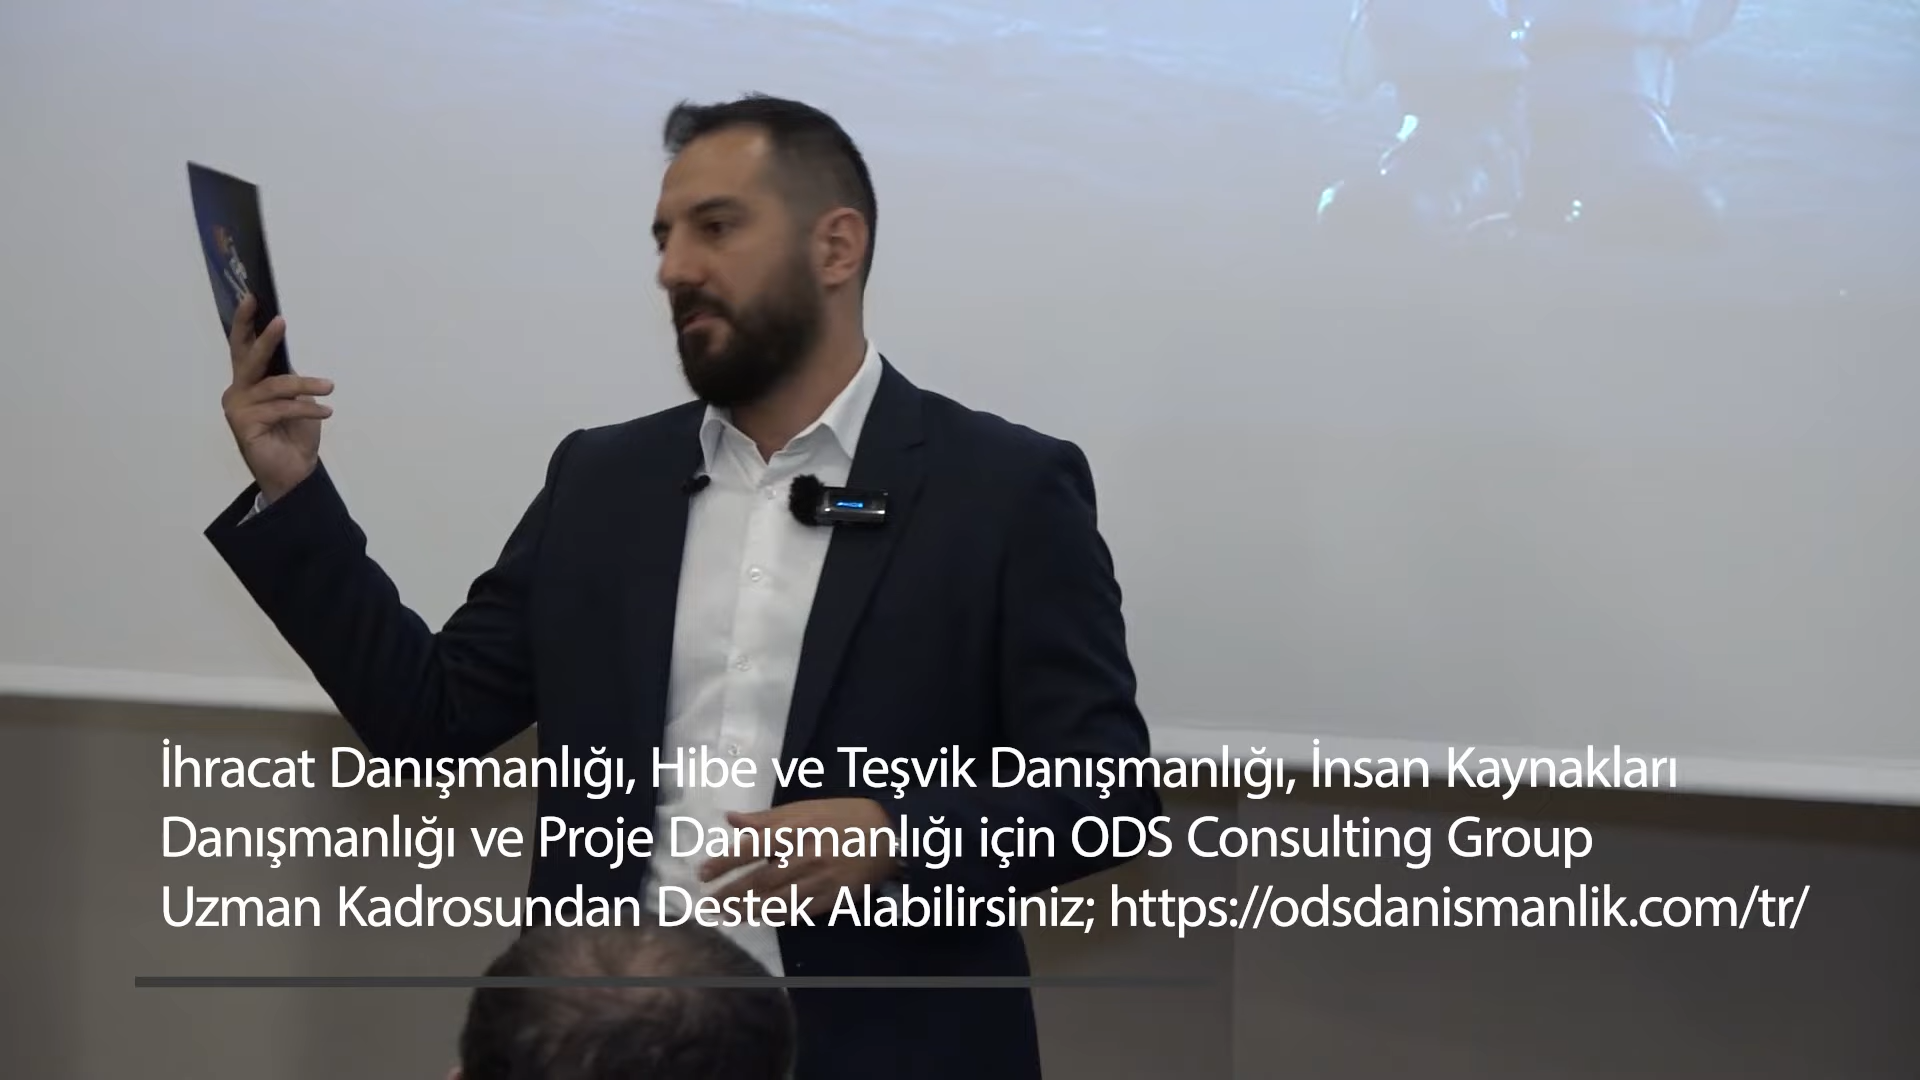 İhracat Danışmanlığı, Hibe ve Teşvik Danışmanlığı, İnsan Kaynakları
Danışmanlığı ve Proje Danışmanlığı için ODS Consulting Group
Uzman Kadrosundan Destek Alabilirsiniz; https://odsdanismanlik.com/tr/